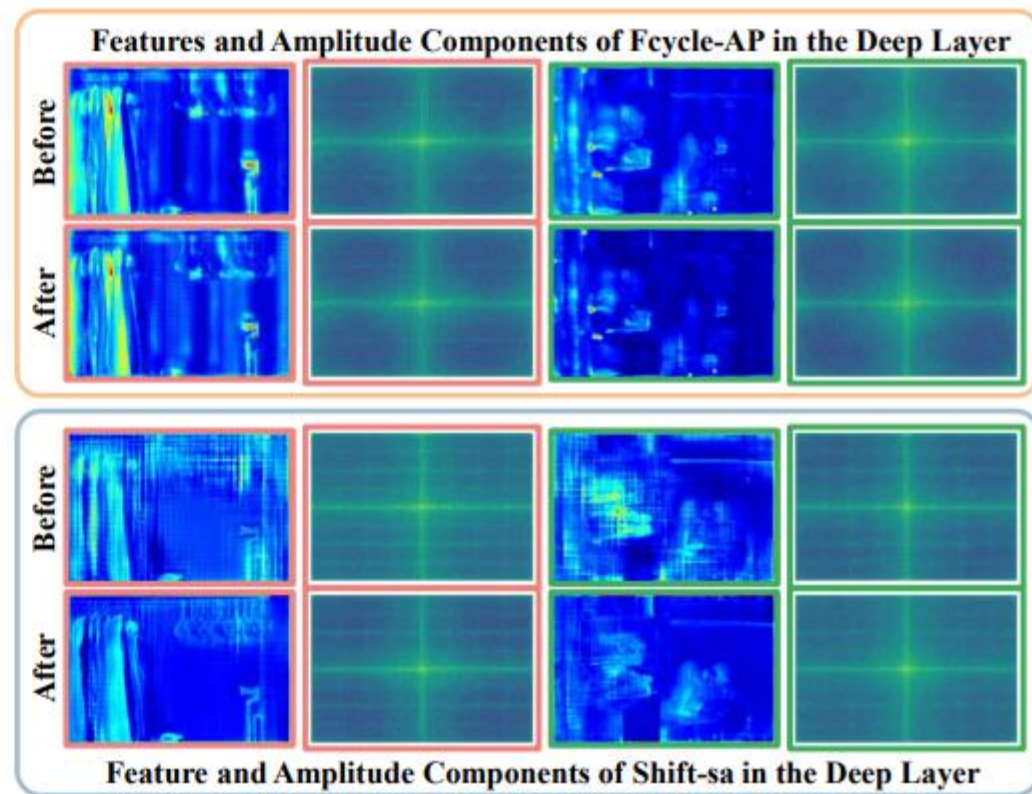 Features and Amplitude Components of Fcycle-AP in the Deep Layer
Before
After
Before
After
Feature and Amplitude Components of Shift-sa in the Deep Layer